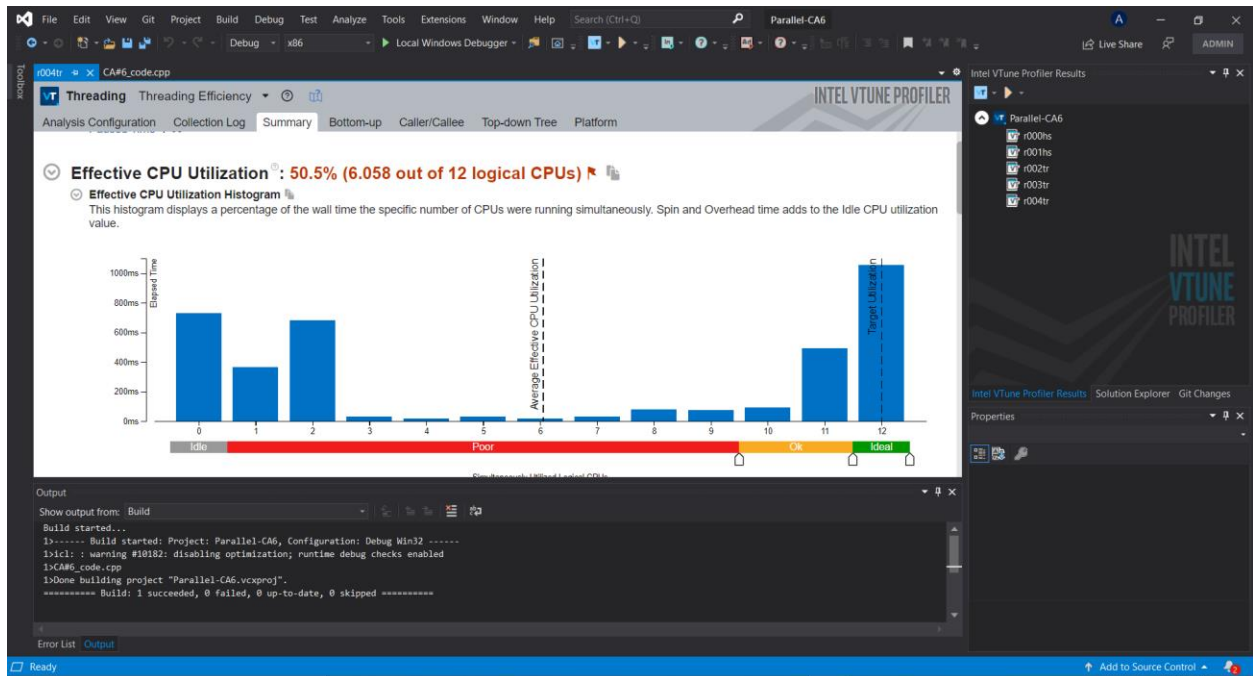 File Edit View Git Project Build Debug Test Analyze Tools Extensions Window Help Search (Ctrl+Q) Parallel-CA6 A
Debug x86 Local Windows Debugger Live Share ADMIN
Toolbox
r004tr CA#6_code.cpp
VT Threading Threading Efficiency INTEL VTUNE PROFILER
Analysis Configuration Collection Log Summary Bottom-up Caller/Callee Top-down Tree Platform
Effective CPU Utilization: 50.5% (6.058 out of 12 logical CPUs)
Effective CPU Utilization Histogram
This histogram displays a percentage of the wall time the specific number of CPUs were running simultaneously. Spin and Overhead time adds to the Idle CPU utilization
value.
1000ms
800ms
600ms
400ms
200ms
0ms
Elapsed Time
Average Effective CPU Utilization
Target Utilization
0 1 2 3 4 5 6 7 8 9 10 11 12
Idle Poor Ok Ideal
Simultaneously Utilized Logical CPUs
Intel VTune Profiler Results
Parallel-CA6
r000hs
r001hs
r002tr
r003tr
r004tr
INTEL
VTUNE
PROFILER
Intel VTune Profiler Results Solution Explorer Git Changes
Properties
Output
Show output from: Build
Build started...
1>------ Build started: Project: Parallel-CA6, Configuration: Debug Win32 ------
1>icl: : warning #10182: disabling optimization; runtime debug checks enabled
1>CA#6_code.cpp
1>Done building project "Parallel-CA6.vcxproj".
========== Build: 1 succeeded, 0 failed, 0 up-to-date, 0 skipped ==========
Error List Output
Ready Add to Source Control 2